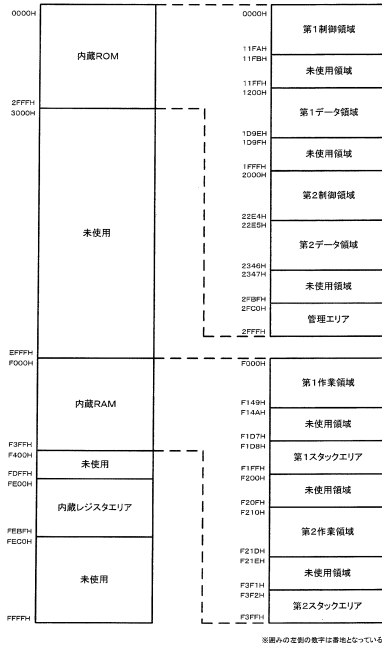 0000H
内蔵ROM
2FFFH
3000H
未使用
EFFFH
F000H
内蔵RAM
F3FFH
F400H
未使用
FDFFH
FE00H
内蔵レジスタエリア
FEBFH
FEC0H
未使用
FFFFH
0000H
第1制御領域
11FAH
11FBH
未使用領域
11FFH
1200H
第1データ領域
1D9EH
1D9FH
未使用領域
1FFFH
2000H
第2制御領域
22E4H
22E5H
第2データ領域
2346H
2347H
未使用領域
2FBFH
2FC0H
管理エリア
2FFFH
F000H
第1作業領域
F149H
F14AH
未使用領域
F1D7H
F1D8H
第1スタックエリア
F1FFH
F200H
未使用領域
F20FH
F210H
第2作業領域
F21DH
F21EH
未使用領域
F3F1H
F3F2H
第2スタックエリア
F3FFH
※囲みの左側の数字は番地となっている